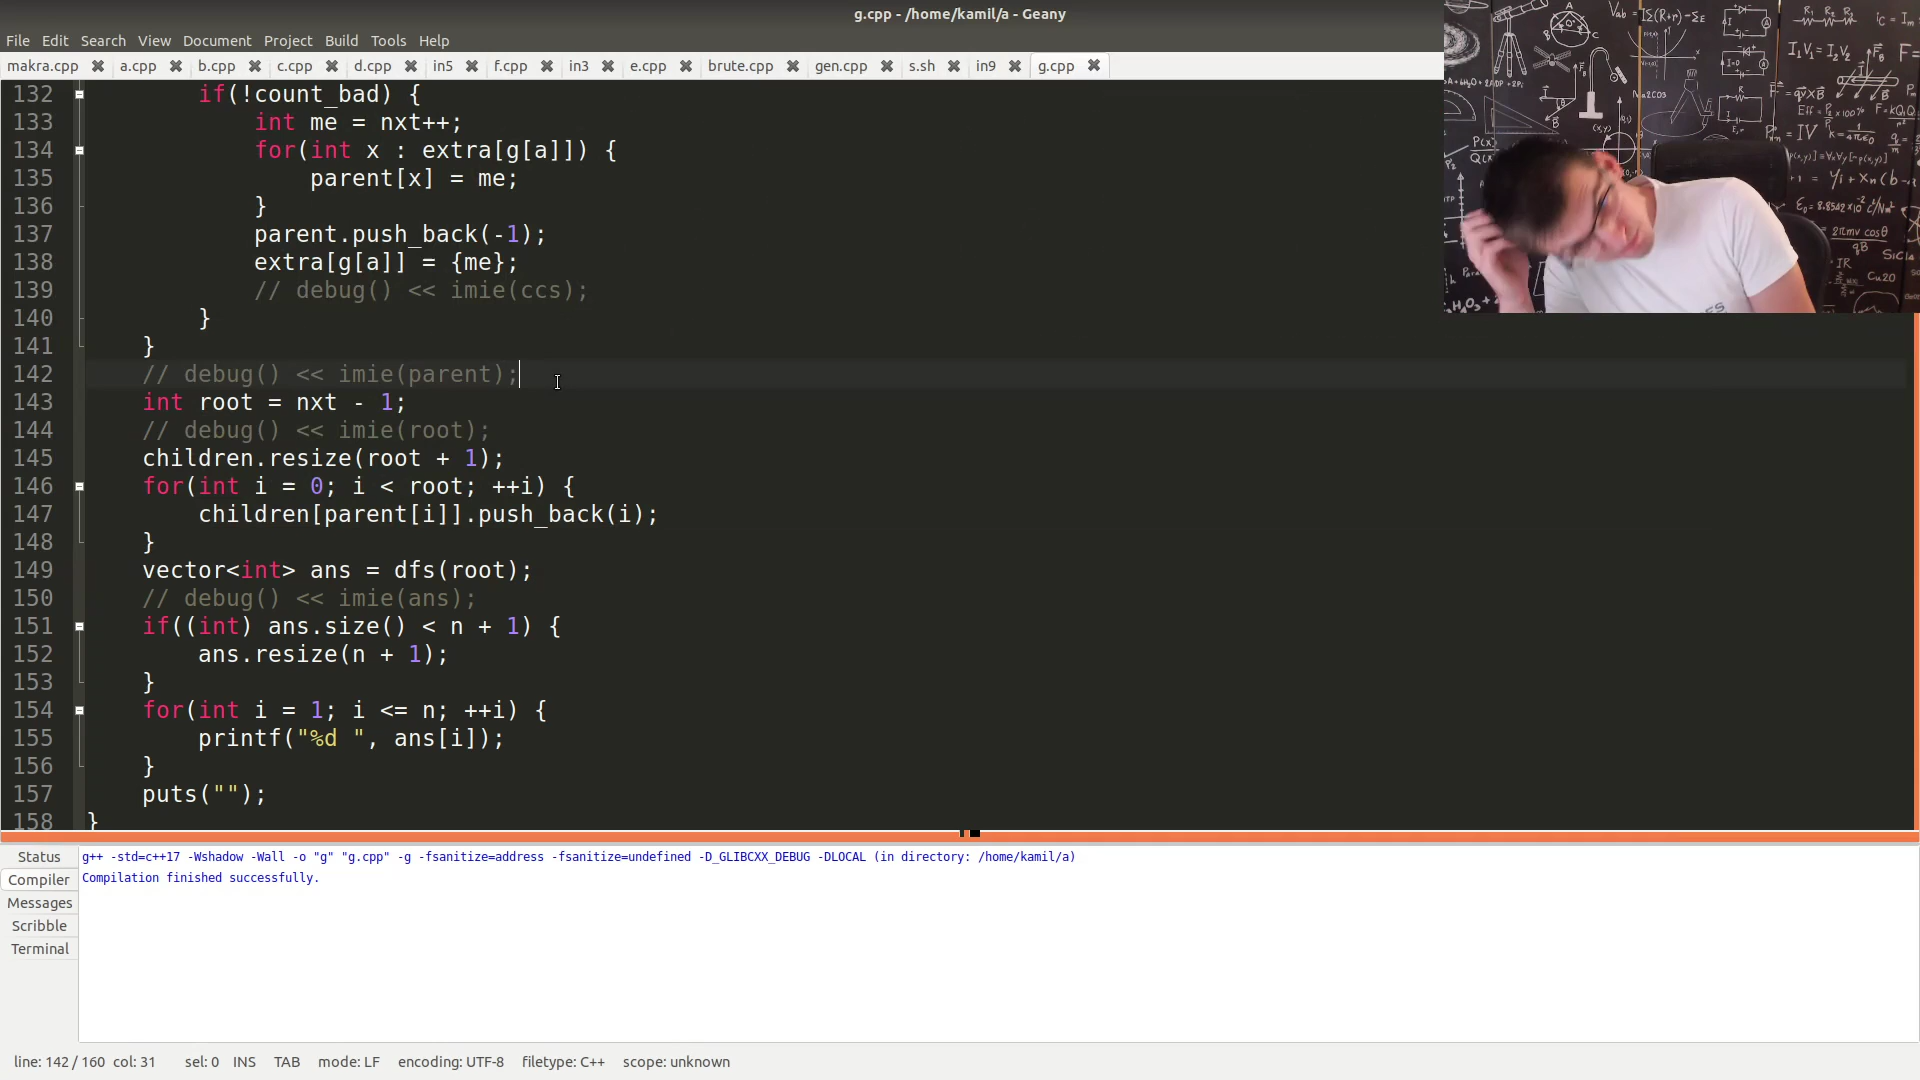 g.cpp - /home/kamil/a - Geany
File Edit Search View Document Project Build Tools Help
makra.cpp a.cpp b.cpp c.cpp d.cpp in5 f.cpp in3 e.cpp brute.cpp gen.cpp s.sh in9 g.cpp
132 if(!count_bad) {
133 int me = nxt++;
134 for(int x : extra[g[a]]) {
135 parent[x] = me;
136 }
137 parent.push_back(-1);
138 extra[g[a]] = {me};
139 // debug() << imie(ccs);
140 }
141 }
142 // debug() << imie(parent);
143 int root = nxt - 1;
144 // debug() << imie(root);
145 children.resize(root + 1);
146 for(int i = 0; i < root; ++i) {
147 children[parent[i]].push_back(i);
148 }
149 vector<int> ans = dfs(root);
150 // debug() << imie(ans);
151 if((int) ans.size() < n + 1) {
152 ans.resize(n + 1);
153 }
154 for(int i = 1; i <= n; ++i) {
155 printf("%d ", ans[i]);
156 }
157 puts("");
158 }
Status
Compiler
Messages
Scribble
Terminal
g++ -std=c++17 -Wshadow -Wall -o "g" "g.cpp" -g -fsanitize=address -fsanitize=undefined -D_GLIBCXX_DEBUG -DLOCAL (in directory: /home/kamil/a)
Compilation finished successfully.
line: 142 / 160 col: 31 sel: 0 INS TAB mode: LF encoding: UTF-8 filetype: C++ scope: unknown